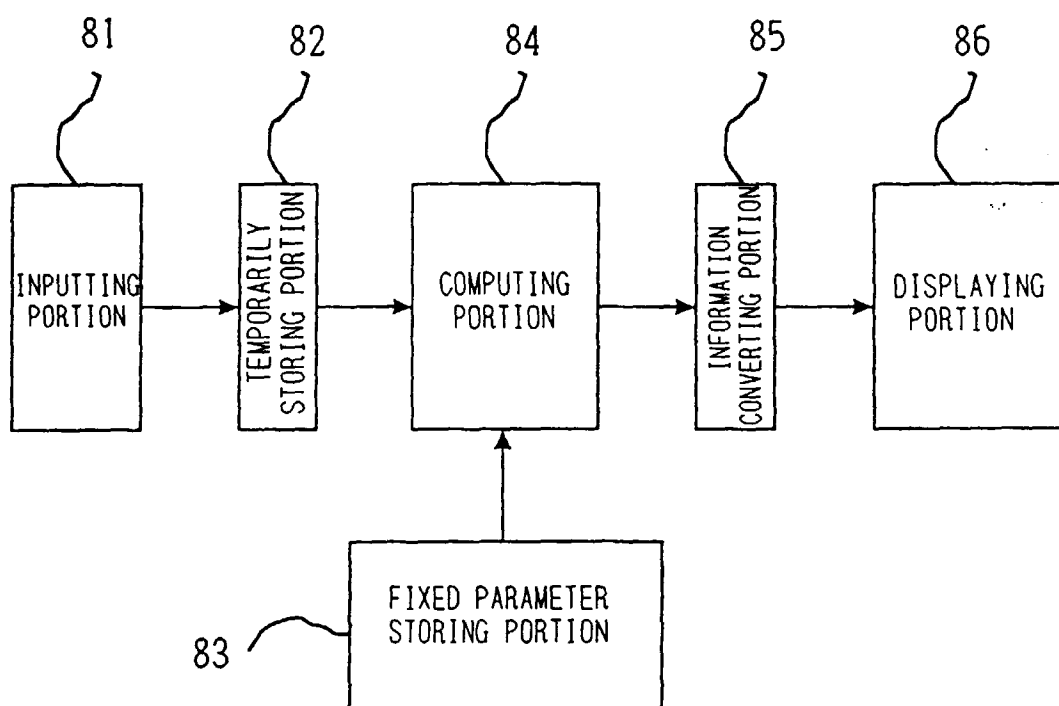 81
82
84
85
86
INPUTTING
PORTION
TEMPORARILY
STORING PORTION
COMPUTING
PORTION
INFORMATION
CONVERTING PORTION
DISPLAYING
PORTION
FIXED PARAMETER
STORING PORTION
83